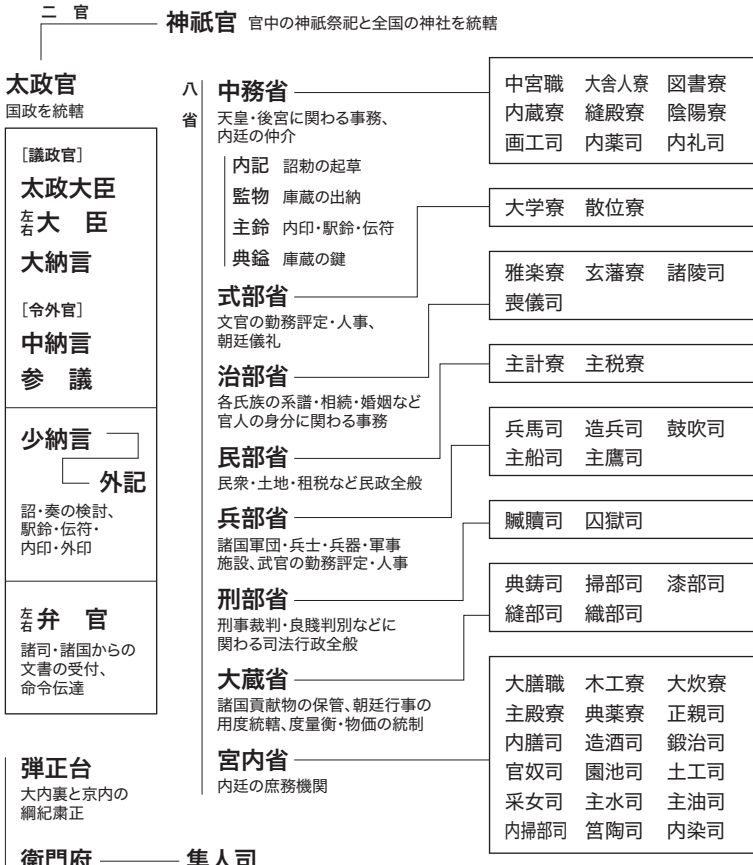 二 官
神祇官 官中の神祇祭祀と全国の神社を統轄
太政官
国政を統轄
［議政官］
太政大臣
左右大 臣
大納言
［令外官］
中納言
参 議
少納言
外記
詔・奏の検討、
駅鈴・伝符・
内印・外印
左右弁 官
諸司・諸国からの
文書の受付、
命令伝達
弾正台
大内裏と京内の
綱紀粛正
衛門府
隼人司
八省
中務省
天皇・後宮に関わる事務、
内廷の仲介
内記 詔勅の起草
監物 庫蔵の出納
主鈴 内印・駅鈴・伝符
典鎰 庫蔵の鍵
式部省
文官の勤務評定・人事、
朝廷儀礼
治部省
各氏族の系譜・相続・婚姻など
官人の身分に関わる事務
民部省
民衆・土地・租税など民政全般
兵部省
諸国軍団・兵士・兵器・軍事
施設、武官の勤務評定・人事
刑部省
刑事裁判・良賤判別などに
関わる司法行政全般
大蔵省
諸国貢献物の保管、朝廷行事の
用度統轄、度量衡・物価の統制
宮内省
内廷の庶務機関
中宮職 大舎人寮 図書寮
内蔵寮 縫殿寮 陰陽寮
画工司 内薬司 内礼司
大学寮 散位寮
雅楽寮 玄藩寮 諸陵司
喪儀司
主計寮 主税寮
兵馬司 造兵司 鼓吹司
主船司 主鷹司
贓贖司 囚獄司
典鋳司 掃部司 漆部司
縫部司 織部司
大膳職 木工寮 大炊寮
主殿寮 典薬寮 正親司
内膳司 造酒司 鍛冶司
官奴司 園池司 土工司
采女司 主水司 主油司
内掃部司 筥陶司 内染司